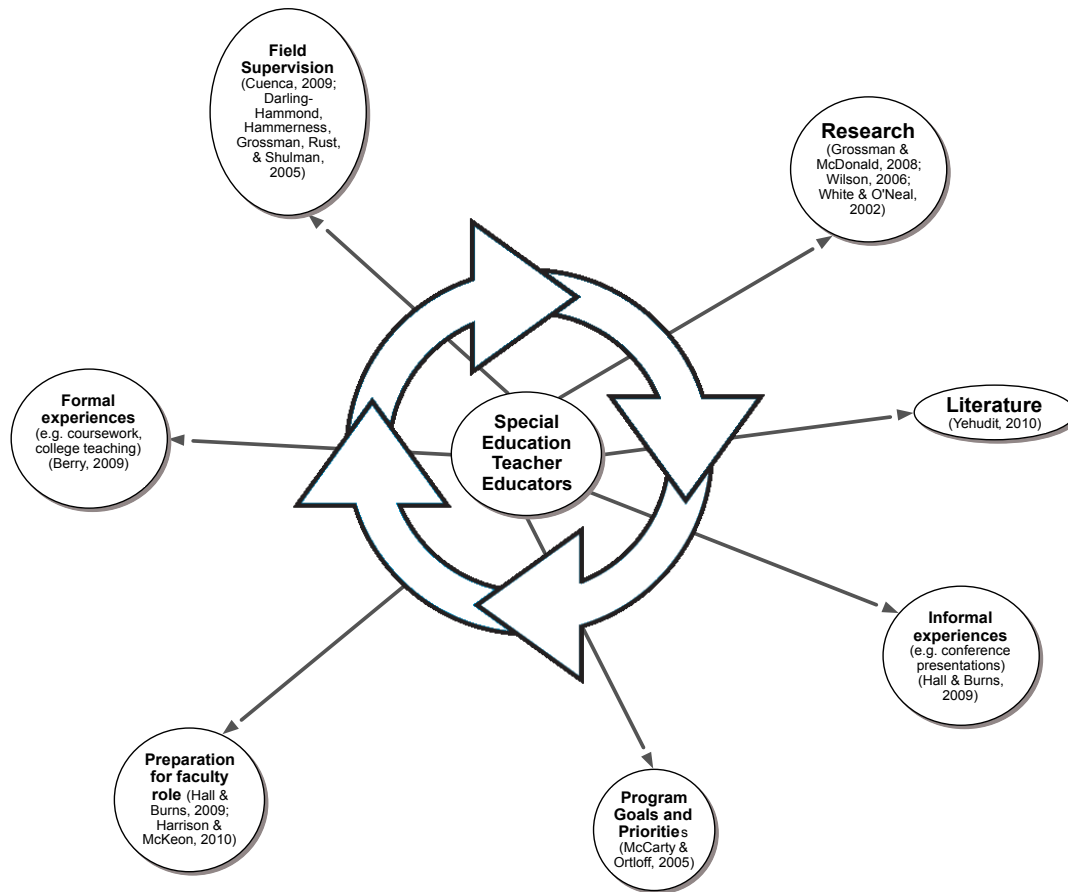 Field
Supervision
(Cuenca, 2009;
Darling-
Hammond,
Hammerness,
Grossman, Rust,
& Shulman,
2005)
Research
(Grossman &
McDonald, 2008;
Wilson, 2006;
White & O'Neal,
2002)
Formal
experiences
(e.g. coursework,
college teaching)
(Berry, 2009)
Special
Education
Teacher
Educators
Literature
(Yehudit, 2010)
Informal
experiences
(e.g. conference
presentations)
(Hall & Burns,
2009)
Preparation
for faculty
role (Hall &
Burns, 2009;
Harrison &
McKeon, 2010)
Program
Goals and
Priorities
(McCarty &
Ortloff, 2005)